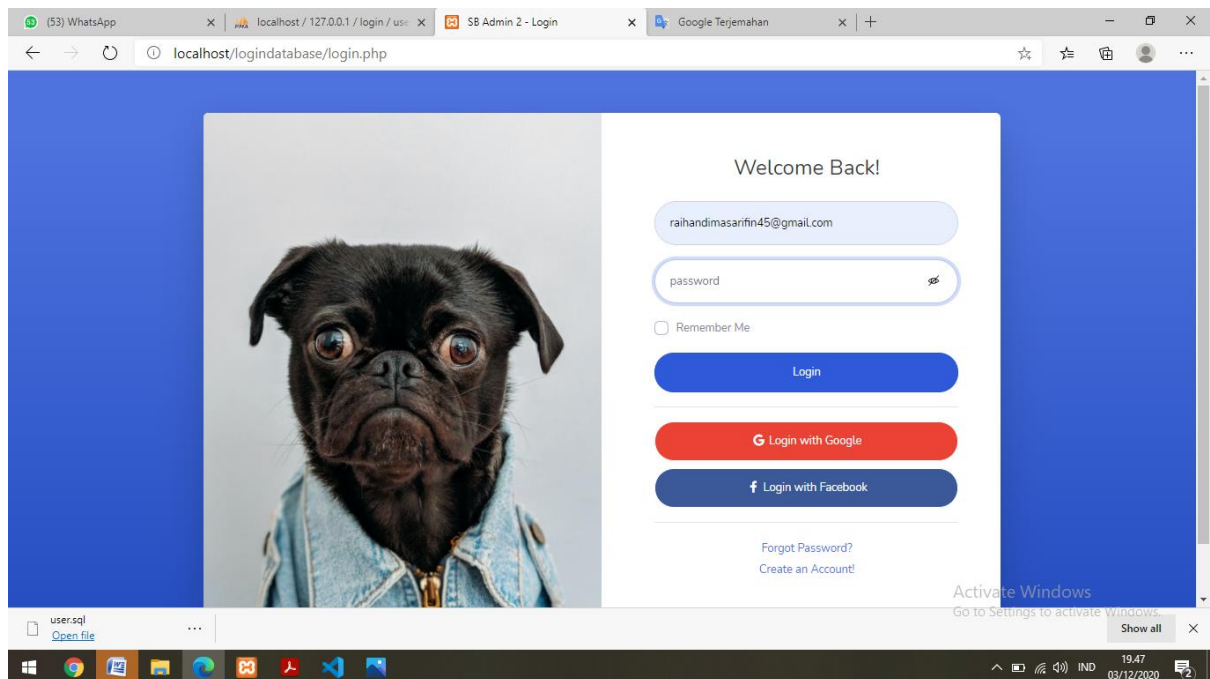 (53) WhatsApp
localhost / 127.0.0.1 / login / use
SB Admin 2 - Login
Google Terjemahan
localhost/logindatabase/login.php
Welcome Back!
raihandimasarifin45@gmail.com
password
Remember Me
Login
G Login with Google
f Login with Facebook
Forgot Password?
Create an Account!
Activate Windows
Go to Settings to activate Windows.
user.sql
Open file
Show all
IND
19.47
03/12/2020
2